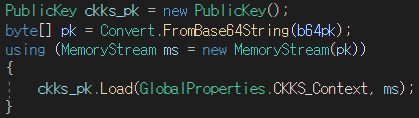 PublicKey ckks_pk = new PublicKey();
byte[] pk = Convert.FromBase64String(b64pk);
using (MemoryStream ms = new MemoryStream(pk))
{
    ckks_pk.Load(GlobalProperties.CKKS_Context, ms);
}